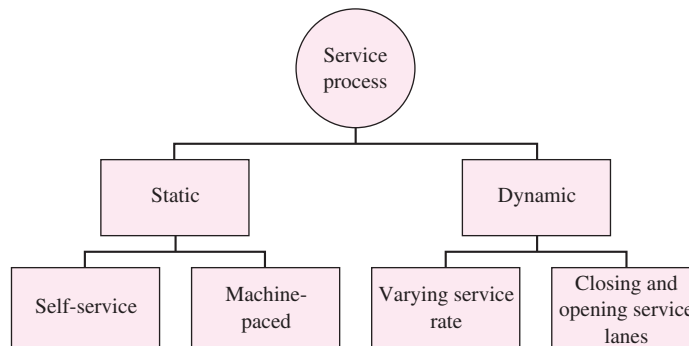 Service
process
Static
Dynamic
Self-service
Machine-
paced
Varying service
rate
Closing and
opening service
lanes